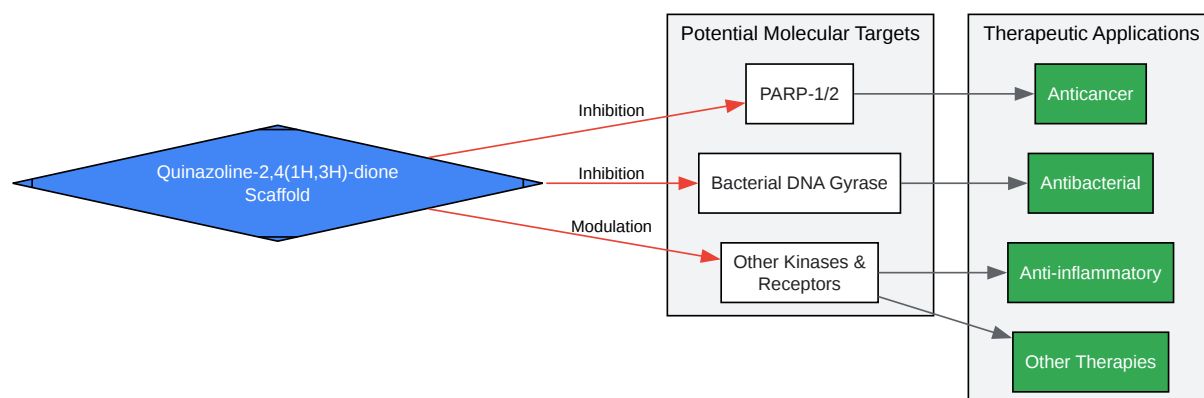 Potential Molecular Targets
Therapeutic Applications
PARP-1/2
Anticancer
Inhibition
Quinazoline-2,4(1H,3H)-dione
Scaffold
Inhibition
Bacterial DNA Gyrase
Antibacterial
Modulation
Other Kinases &
Receptors
Anti-inflammatory
Other Therapies